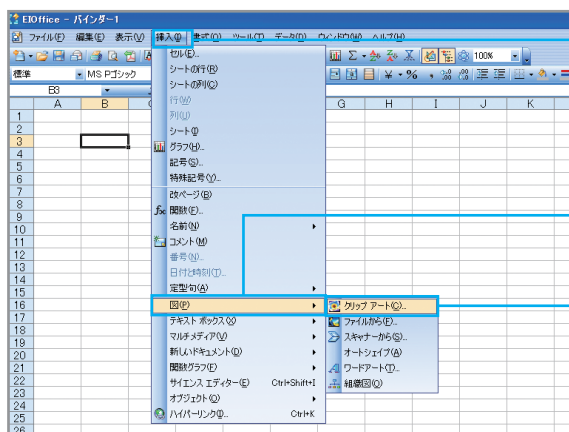 EIOffice - バインダー1
ファイル(F) 編集(E) 表示(V) 挿入(I) 書式(O) ツール(T) データ(D) ウィンドウ(W) ヘルプ(H)
100%
標準 MS Pゴシック
B3
A B G H I J K
セル(E)...
シートの行(R)
シートの列(C)
行(W)
列(U)
シート(I)
グラフ(H)...
記号(S)...
特殊記号(Y)...
改ページ(B)
関数(F)...
名前(N)
コメント(M)
番号(N)...
日付と時刻(T)...
定型句(A)
図(P)
テキスト ボックス(X)
マルチメディア(V)
新しいドキュメント(D)
関数グラフ(F)
サイエンス エディター(E) Ctrl+Shift+I
オブジェクト(O)
ハイパーリンク(I)... Ctrl+K
クリップ アート(C)...
ファイルから(F)...
スキャナーから(S)...
オートシェイプ(A)
ワードアート(T)...
組織図(O)
1
2
3
4
5
6
7
8
9
10
11
12
13
14
15
16
17
18
19
20
21
22
23
24
25
26